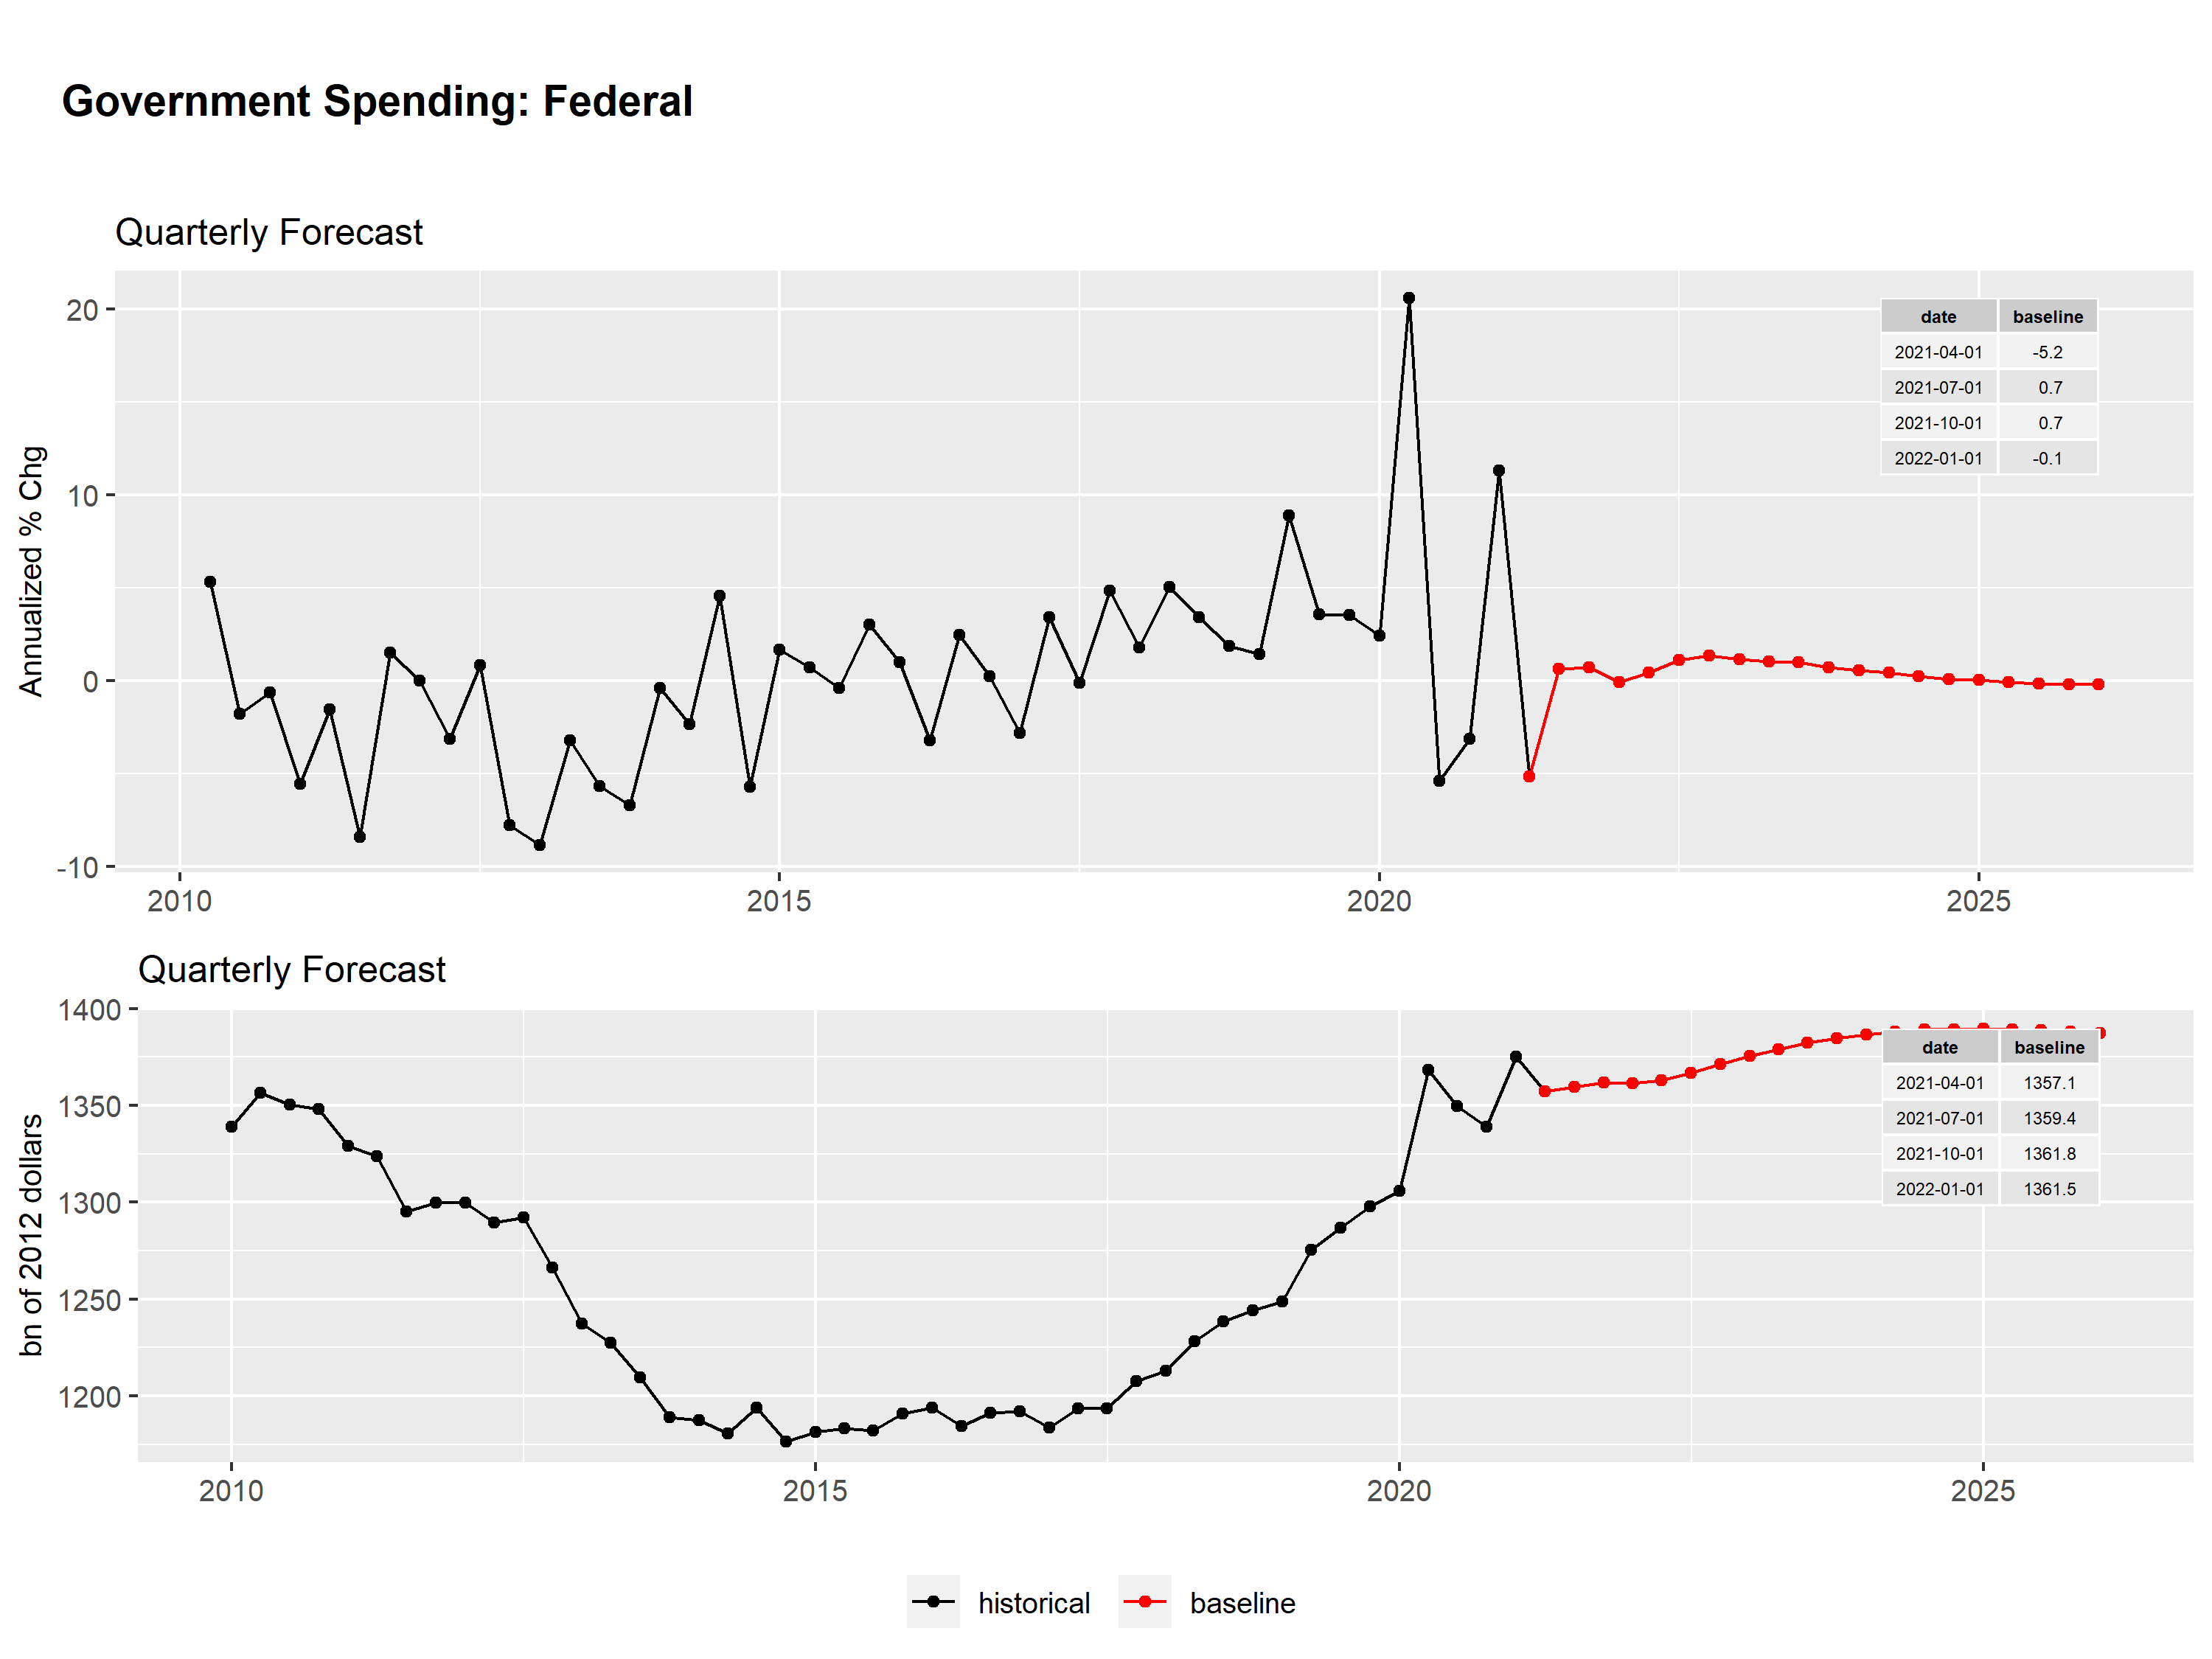 Government Spending: Federal
Quarterly Forecast
Annualized % Chg
20
10
0
-10
2010 2015 2020 2025
date baseline
2021-04-01 -5.2
2021-07-01 0.7
2021-10-01 0.7
2022-01-01 -0.1
Quarterly Forecast
bn of 2012 dollars
1400
1350
1300
1250
1200
2010 2015 2020 2025
date baseline
2021-04-01 1357.1
2021-07-01 1359.4
2021-10-01 1361.8
2022-01-01 1361.5
historical baseline